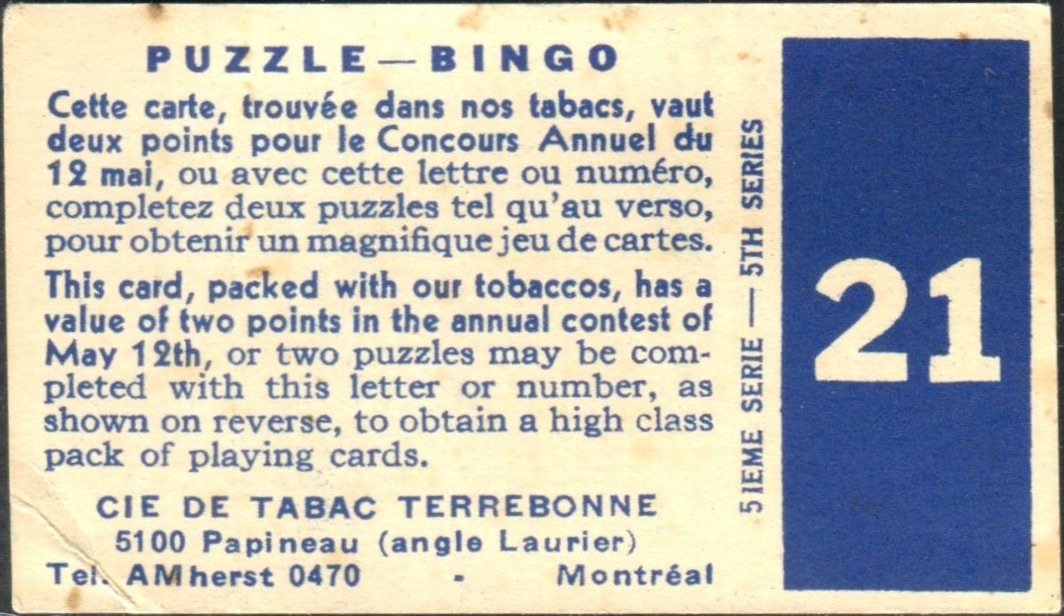 PUZZLE — BINGO
Cette carte, trouvée dans nos tabacs, vaut
deux points pour le Concours Annuel du
12 mai, ou avec cette lettre ou numéro,
completez deux puzzles tel qu'au verso,
pour obtenir un magnifique jeu de cartes.
This card, packed with our tobaccos, has a
value of two points in the annual contest of
May 12th, or two puzzles may be com-
pleted with this letter or number, as
shown on reverse, to obtain a high class
pack of playing cards.
CIE DE TABAC TERREBONNE
5100 Papineau (angle Laurier)
Tel. AMherst 0470 - Montréal
5IEME SERIE — 5TH SERIES
21